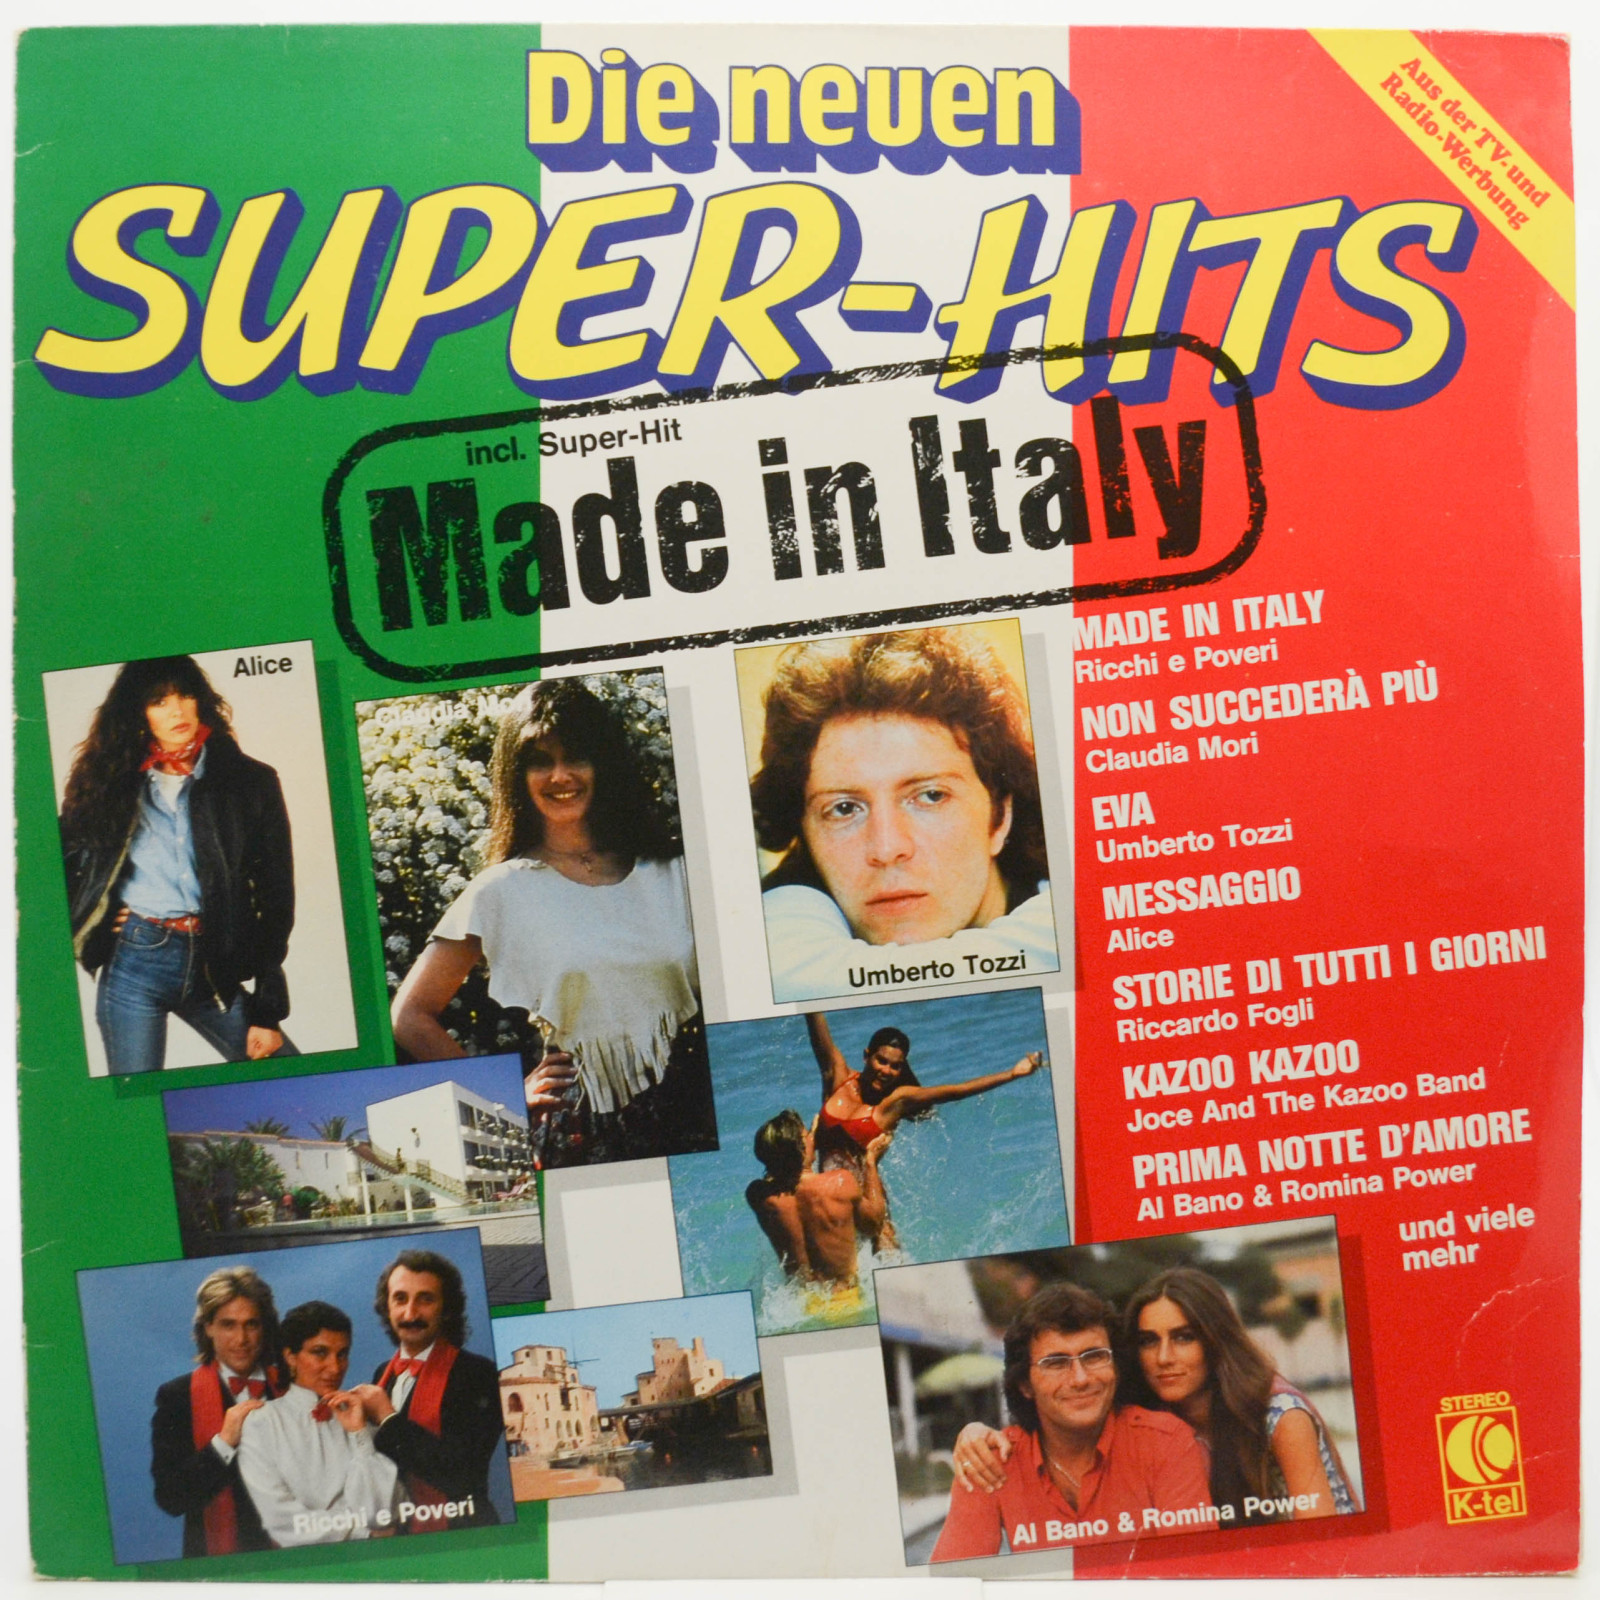 Die neuen
SUPER-HITS
Aus der TV- und
Radio-Werbung
incl. Super-Hit
Made in Italy
MADE IN ITALY
Ricchi e Poveri
NON SUCCEDERÀ PIÙ
Claudia Mori
EVA
Umberto Tozzi
MESSAGGIO
Alice
STORIE DI TUTTI I GIORNI
Riccardo Fogli
KAZOO KAZOO
Joce And The Kazoo Band
PRIMA NOTTE D'AMORE
Al Bano & Romina Power
und viele
mehr
Alice
Claudia Mori
Umberto Tozzi
Ricchi e Poveri
Al Bano & Romina Power
STEREO
K-tel